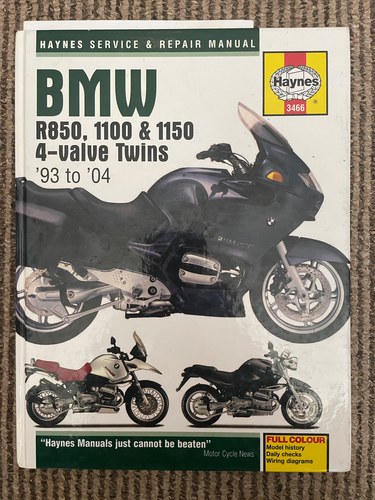 HAYNES SERVICE & REPAIR MANUAL
BMW
Haynes
3466
®
R850, 1100 & 1150
4-valve Twins
'93 to '04
"Haynes Manuals just cannot be beaten"
Motor Cycle News
FULL COLOUR
Model history
Daily checks
Wiring diagrams